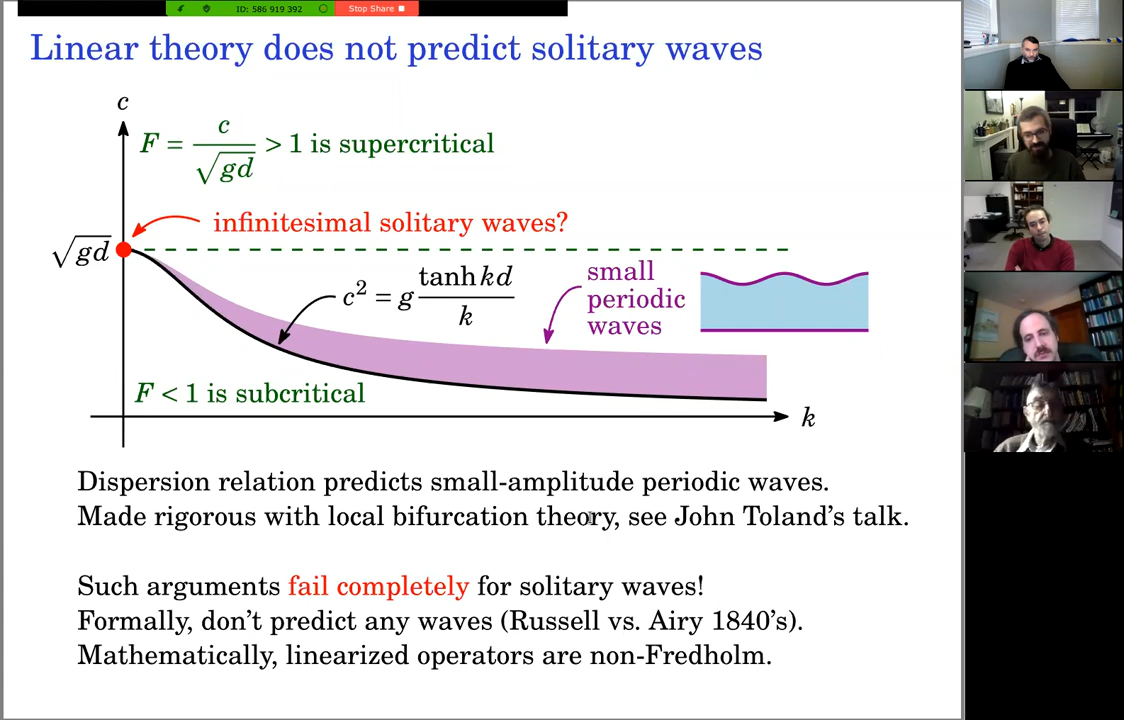 ID: 586 919 392 Stop Share
Linear theory does not predict solitary waves
c
F = c/√gd > 1 is supercritical
infinitesimal solitary waves?
√gd
c² = g tanh kd / k
small
periodic
waves
F < 1 is subcritical
k
Dispersion relation predicts small-amplitude periodic waves.
Made rigorous with local bifurcation theory, see John Toland's talk.
Such arguments fail completely for solitary waves!
Formally, don't predict any waves (Russell vs. Airy 1840's).
Mathematically, linearized operators are non-Fredholm.